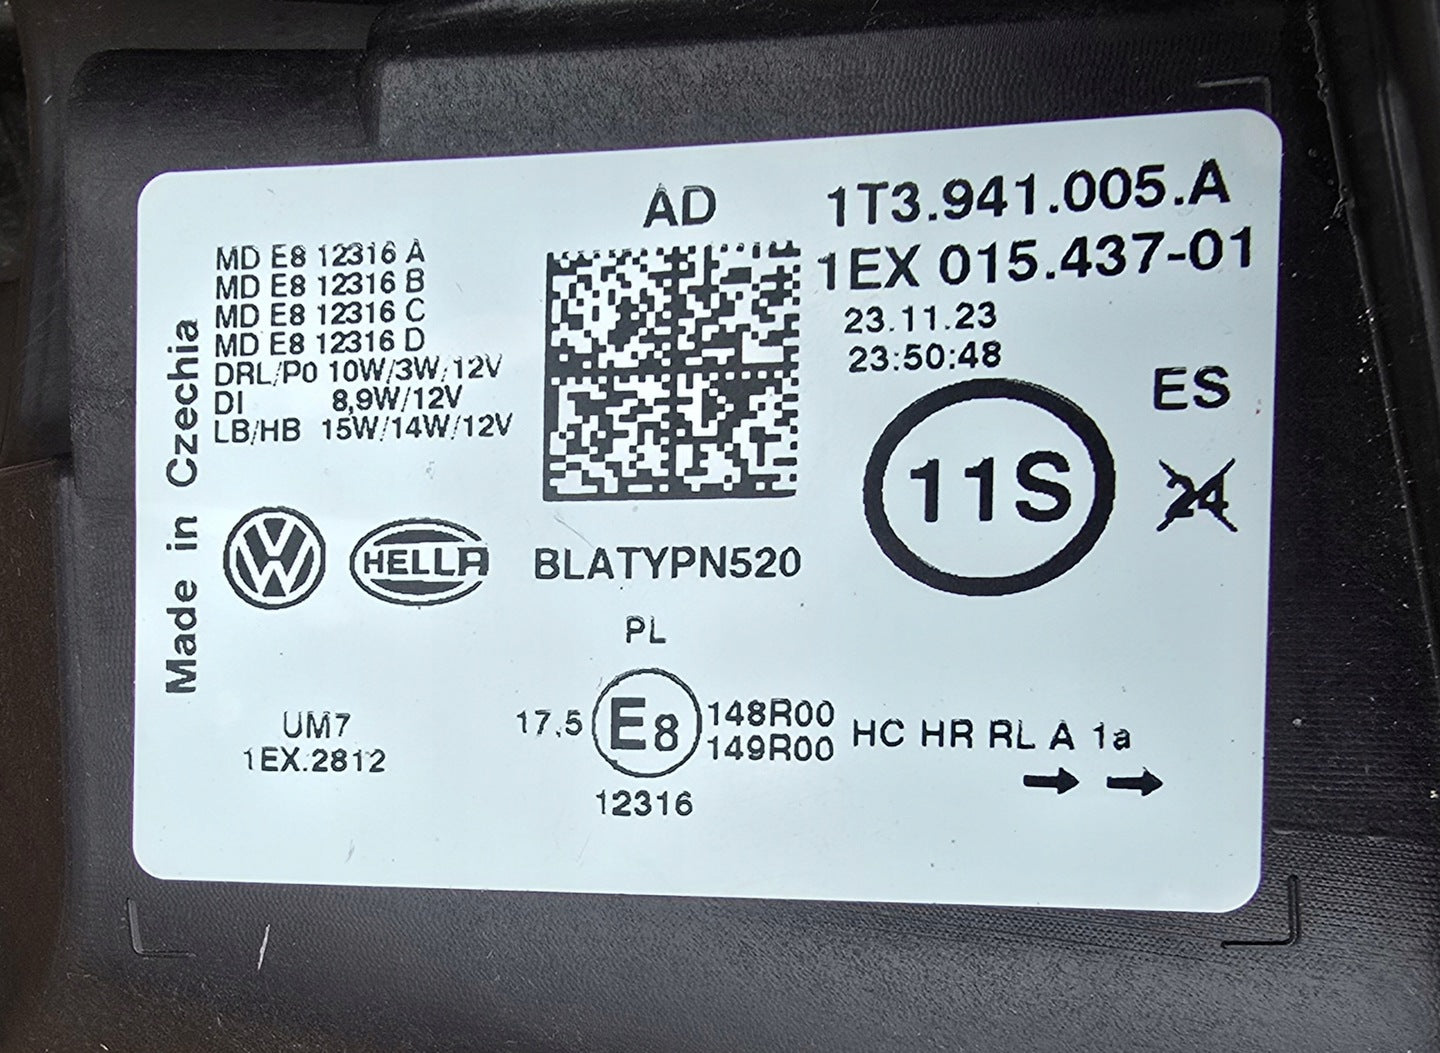 AD
1T3.941.005.A
1EX 015.437-01
23.11.23
23:50:48
MD E8 12316 A
MD E8 12316 B
MD E8 12316 C
MD E8 12316 D
DRL/PO 10W/3W/12V
DI 8,9W/12V
LB/HB 15W/14W/12V
Made in Czechia
ES
11S
24
VW
HELLA
BLATYPN520
PL
UM7
1EX.2812
17,5
E8
148R00
149R00
HC HR RL A 1a
12316